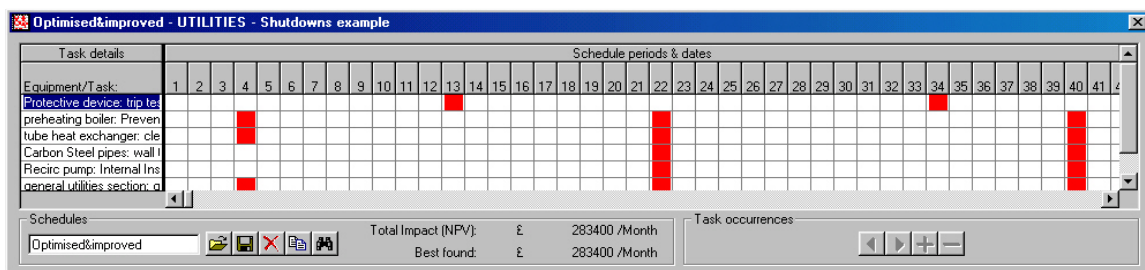 Optimised&improved - UTILITIES - Shutdowns example
Task details Schedule periods & dates
Equipment/Task: 1 2 3 4 5 6 7 8 9 10 11 12 13 14 15 16 17 18 19 20 21 22 23 24 25 26 27 28 29 30 31 32 33 34 35 36 37 38 39 40 41 4
Protective device: trip tes
preheating boiler: Preven
tube heat exchanger: cle
Carbon Steel pipes: wall
Recirc pump: Internal Ins
general utilities section: g
Schedules Task occurrences
Optimised&improved Total Impact (NPV): £ 283400 /Month
Best found: £ 283400 /Month